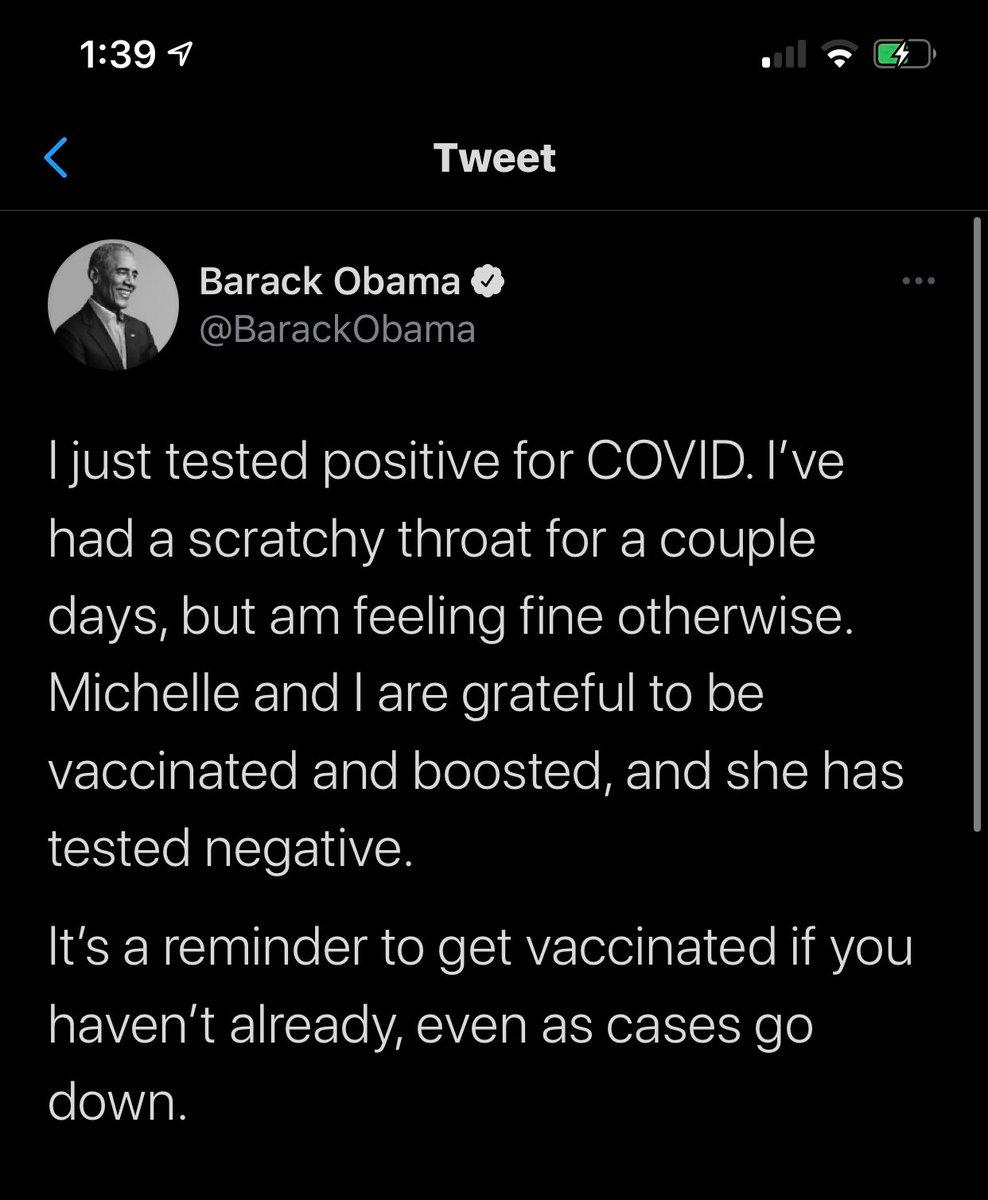 1:39
Tweet
Barack Obama
@BarackObama
I just tested positive for COVID. I’ve
had a scratchy throat for a couple
days, but am feeling fine otherwise.
Michelle and I are grateful to be
vaccinated and boosted, and she has
tested negative.
It’s a reminder to get vaccinated if you
haven’t already, even as cases go
down.